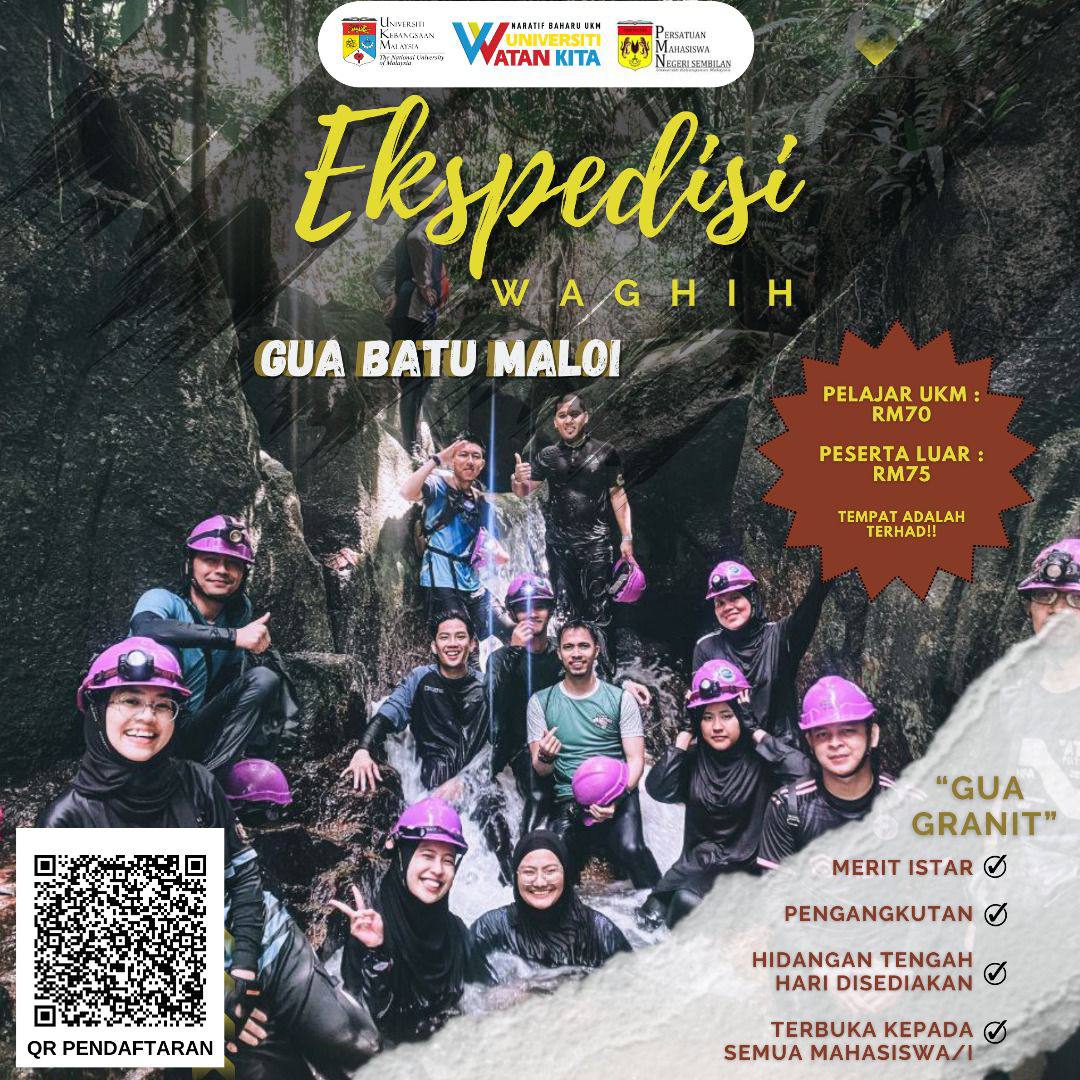 UNIVERSITI
KEBANGSAAN
MALAYSIA
The National University
of Malaysia
NARATIF BAHARU UKM
UNIVERSITI
WATAN KITA
PERSATUAN
MAHASISWA
NEGERI SEMBILAN
Ekspedisi
WAGHIH
GUA BATU MALOI
PELAJAR UKM :
RM70
PESERTA LUAR :
RM75
TEMPAT ADALAH
TERHAD!!
“GUA
GRANIT”
MERIT ISTAR
PENGANGKUTAN
HIDANGAN TENGAH
HARI DISEDIAKAN
TERBUKA KEPADA
SEMUA MAHASISWA/I
QR PENDAFTARAN